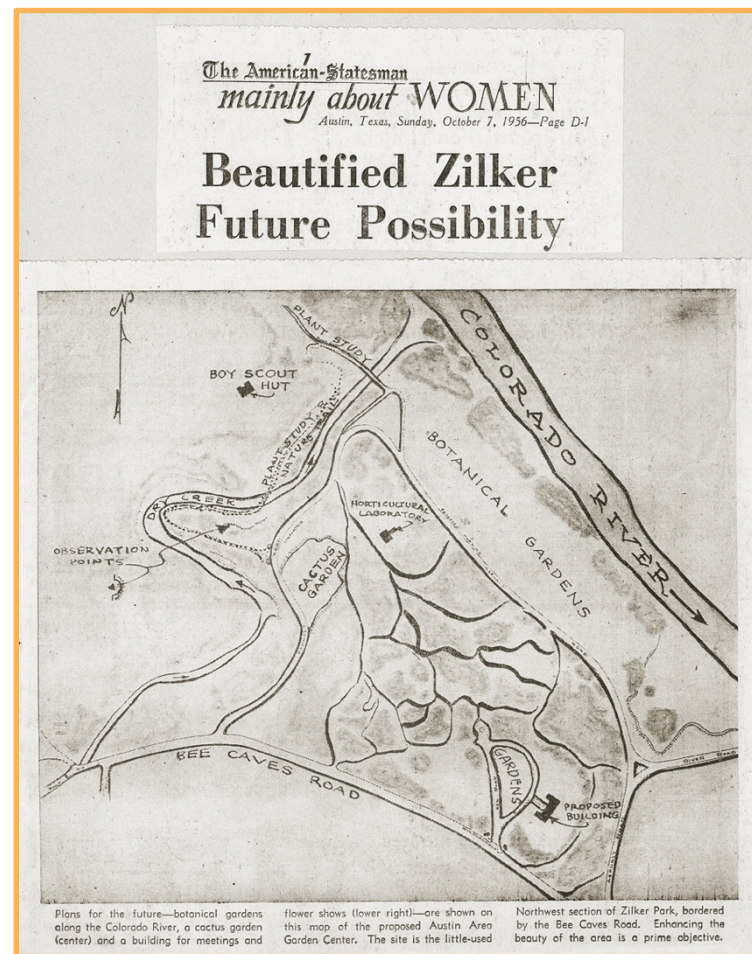 1
The American-Statesman
mainly about WOMEN
Austin, Texas, Sunday, October 7, 1956—Page D-1
Beautified Zilker
Future Possibility
N
PLANT STUDY
COLORADO RIVER
BOY SCOUT
HUT
PLANT STUDY OR
NATURE TRAIL
BOTANICAL GARDENS
DRY CREEK
HORTICULTURAL
LABORATORY
OBSERVATION
POINTS
CACTUS
GARDEN
BEE CAVES ROAD
GARDENS
RIVER ROAD
PROPOSED
BUILDING
Plans for the future—botanical gardens
along the Colorado River, a cactus garden
(center) and a building for meetings and
flower shows (lower right)—are shown on
this map of the proposed Austin Area
Garden Center. The site is the little-used
Northwest section of Zilker Park, bordered
by the Bee Caves Road. Enhancing the
beauty of the area is a prime objective.